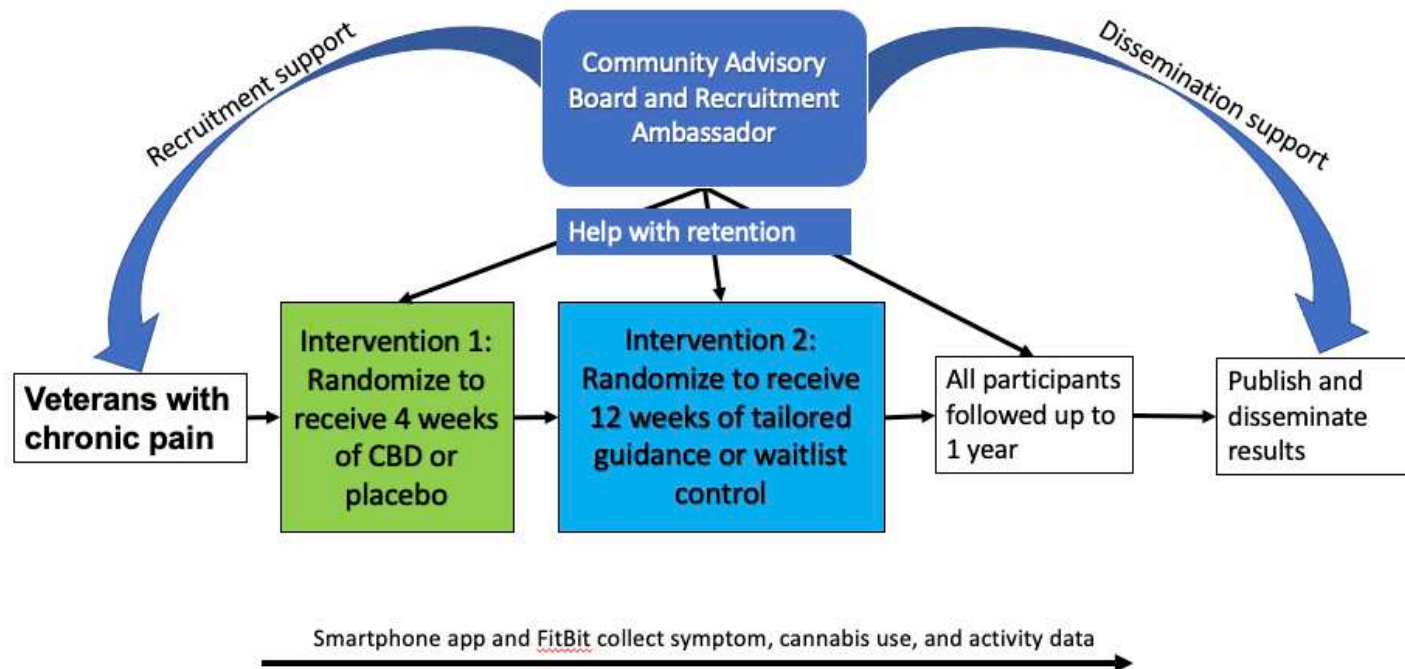 Recruitment support
Community Advisory
Board and Recruitment
Ambassador
Dissemination support
Help with retention
Veterans with
chronic pain
Intervention 1:
Randomize to
receive 4 weeks
of CBD or
placebo
Intervention 2:
Randomize to receive
12 weeks of tailored
guidance or waitlist
control
All participants
followed up to
1 year
Publish and
disseminate
results
Smartphone app and FitBit collect symptom, cannabis use, and activity data